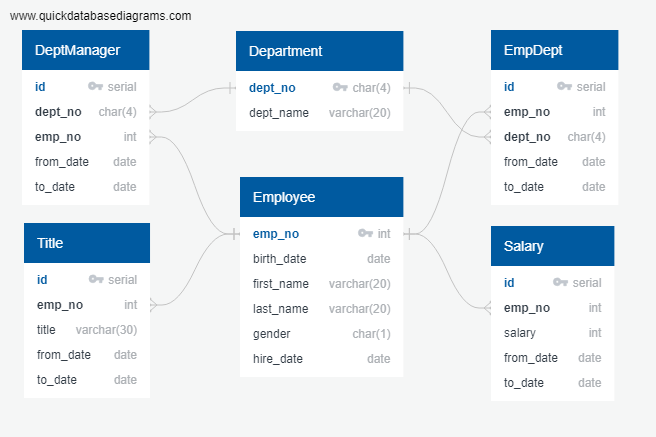 www.quickdatabasediagrams.com
DeptManager
id serial
dept_no char(4)
emp_no int
from_date date
to_date date
Department
dept_no char(4)
dept_name varchar(20)
EmpDept
id serial
emp_no int
dept_no char(4)
from_date date
to_date date
Title
id serial
emp_no int
title varchar(30)
from_date date
to_date date
Employee
emp_no int
birth_date date
first_name varchar(20)
last_name varchar(20)
gender char(1)
hire_date date
Salary
id serial
emp_no int
salary int
from_date date
to_date date